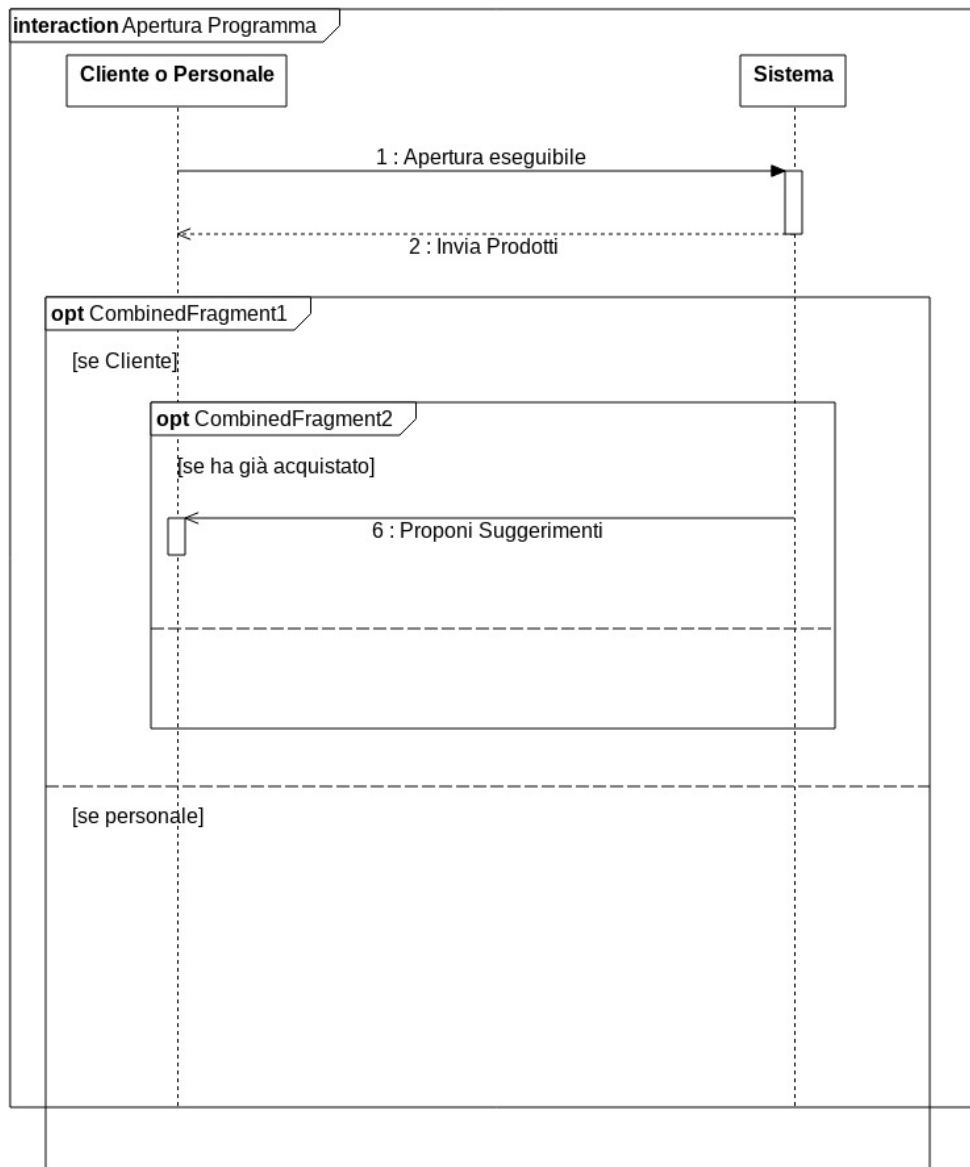 interaction Apertura Programma
Cliente o Personale
Sistema
1 : Apertura eseguibile
2 : Invia Prodotti
opt CombinedFragment1
[se Cliente]
opt CombinedFragment2
[se ha già acquistato]
6 : Proponi Suggerimenti
[se personale]